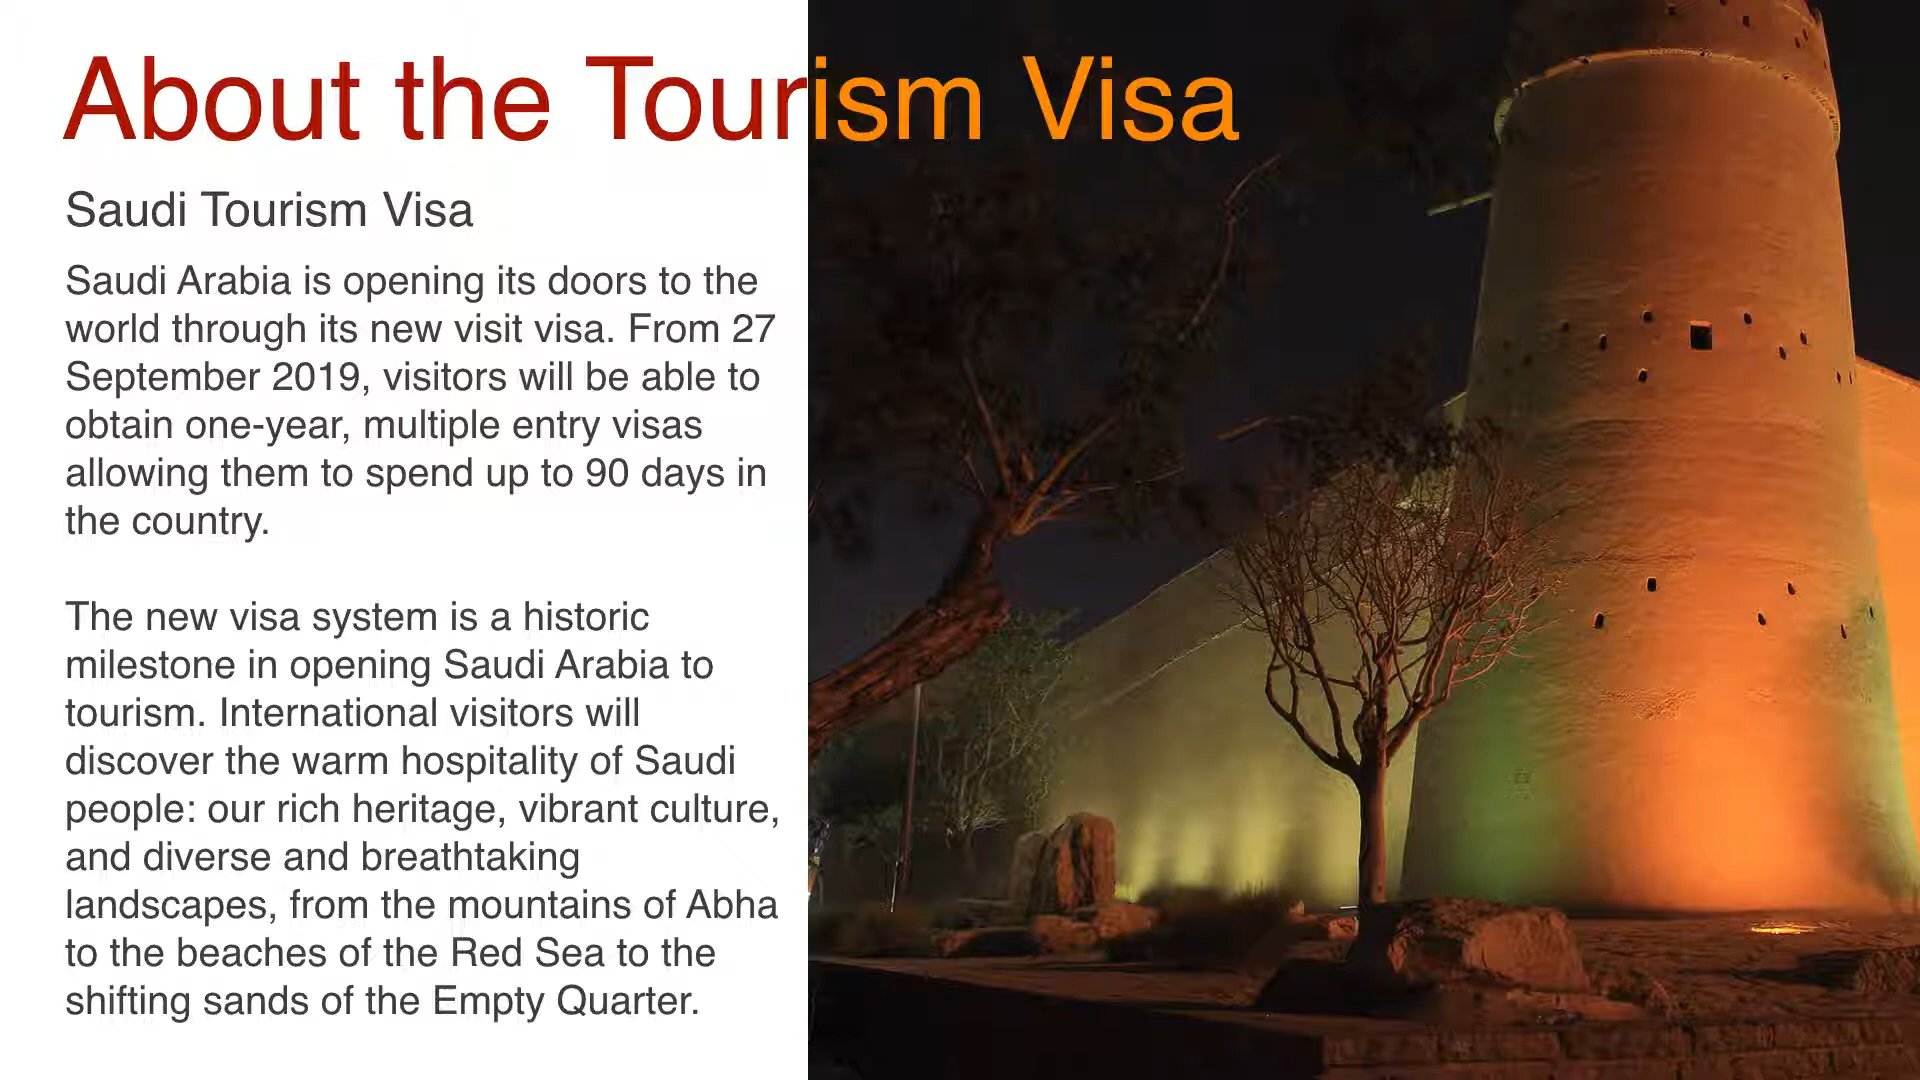 About the Tourism Visa
Saudi Tourism Visa
Saudi Arabia is opening its doors to the
world through its new visit visa. From 27
September 2019, visitors will be able to
obtain one-year, multiple entry visas
allowing them to spend up to 90 days in
the country.
The new visa system is a historic
milestone in opening Saudi Arabia to
tourism. International visitors will
discover the warm hospitality of Saudi
people: our rich heritage, vibrant culture,
and diverse and breathtaking
landscapes, from the mountains of Abha
to the beaches of the Red Sea to the
shifting sands of the Empty Quarter.